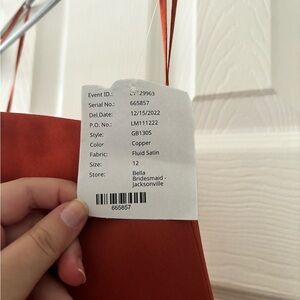 Event ID.:
Serial No.: 665857
Del.Date: 12/15/2022
P.O. No.: LM111222
Style: GB1305
Color Copper
Fabric: Fluid Satin
Size: 12
Store: Bella
Bridesmaid -
Jacksonville
665857